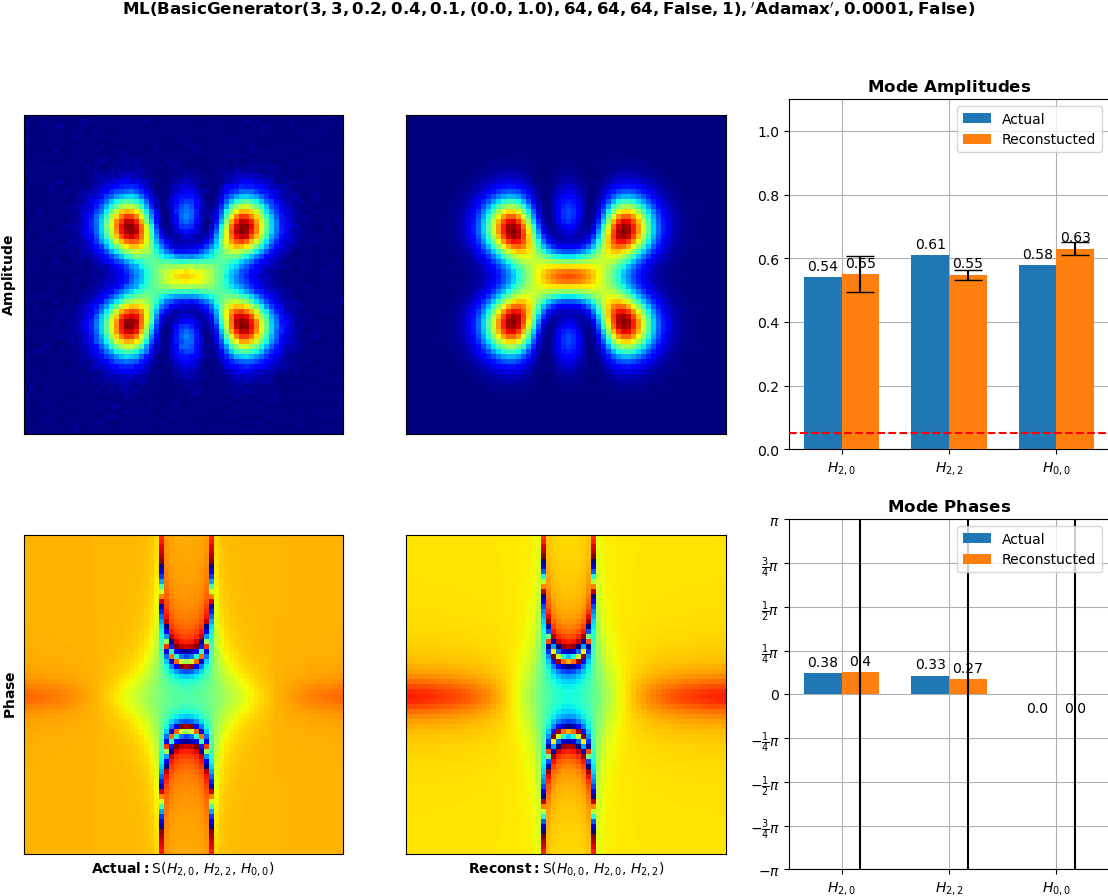 ML(BasicGenerator(3, 3, 0.2, 0.4, 0.1, (0.0, 1.0), 64, 64, 64, False, 1), ′Adamax′, 0.0001, False)
Amplitude
Mode Amplitudes
Actual
Reconstucted
1.0
0.8
0.6
0.4
0.2
0.0
0.54
0.55
0.61
0.55
0.58
0.63
H2, 0
H2, 2
H0, 0
Phase
Actual: S(H2, 0, H2, 2, H0, 0)
Reconst: S(H0, 0, H2, 0, H2, 2)
Mode Phases
Actual
Reconstucted
π
3/4π
1/2π
1/4π
0
−1/4π
−1/2π
−3/4π
−π
0.38
0.4
0.33
0.27
0.0
0.0
H2, 0
H2, 2
H0, 0